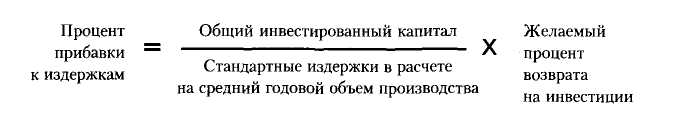 Процент
прибавки
к издержкам
=
Общий инвестированный капитал
Стандартные издержки в расчете
на средний годовой объем производства
X
Желаемый
процент
возврата
на инвестиции